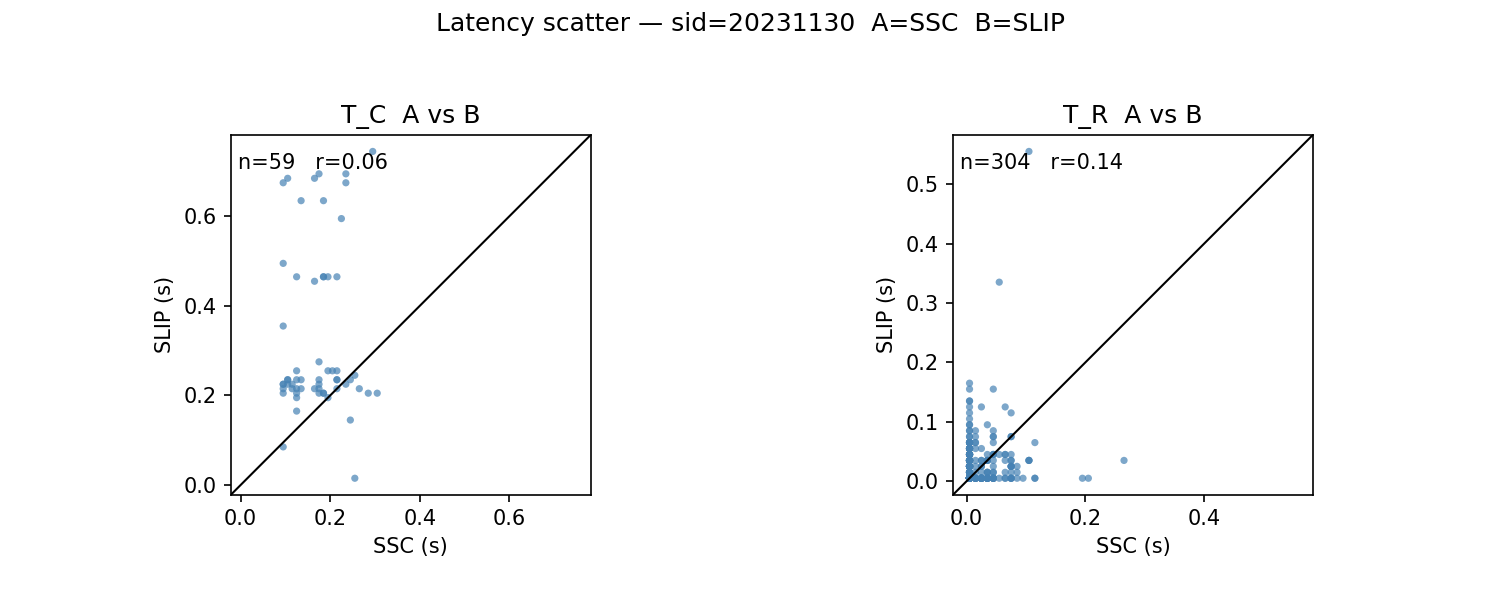 Latency scatter — sid=20231130  A=SSC  B=SLIP
T_C  A vs B
n=59   r=0.06
SLIP (s)
0.6
0.4
0.2
0.0
0.0 0.2 0.4 0.6
SSC (s)
T_R  A vs B
n=304   r=0.14
SLIP (s)
0.5
0.4
0.3
0.2
0.1
0.0
0.0 0.2 0.4
SSC (s)